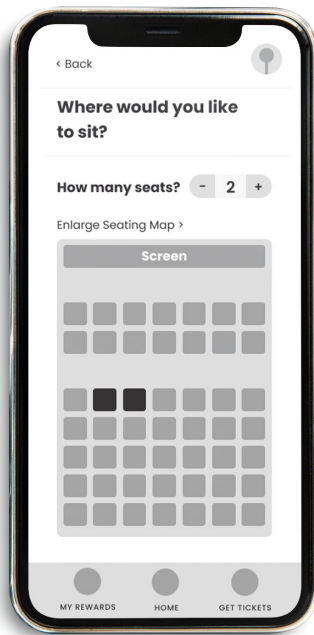 < Back
Where would you like
to sit?
How many seats? - 2 +
Enlarge Seating Map >
Screen
MY REWARDS HOME GET TICKETS